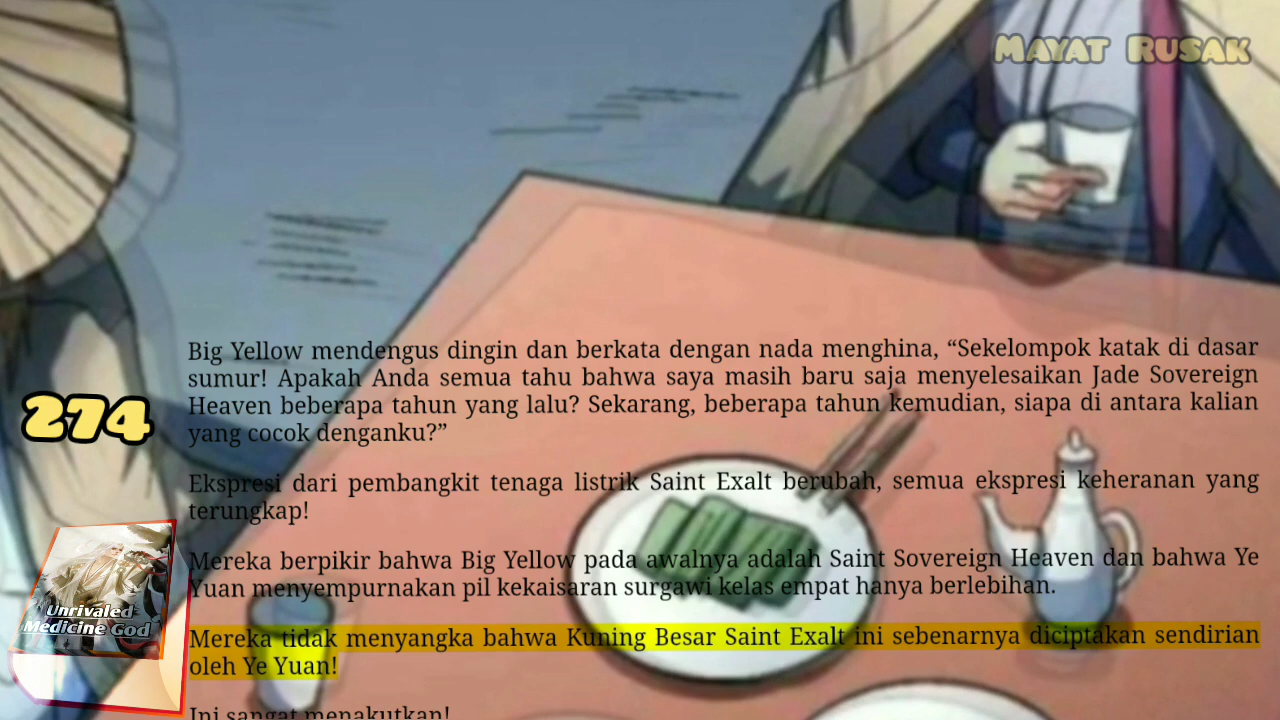 Mayat Rusak
Big Yellow mendengus dingin dan berkata dengan nada menghina, “Sekelompok katak di dasar
sumur! Apakah Anda semua tahu bahwa saya masih baru saja menyelesaikan Jade Sovereign
Heaven beberapa tahun yang lalu? Sekarang, beberapa tahun kemudian, siapa di antara kalian
yang cocok denganku?”
274
Ekspresi dari pembangkit tenaga listrik Saint Exalt berubah, semua ekspresi keheranan yang
terungkap!
Mereka berpikir bahwa Big Yellow pada awalnya adalah Saint Sovereign Heaven dan bahwa Ye
Yuan menyempurnakan pil kekaisaran surgawi kelas empat hanya berlebihan.
Unrivaled
Medicine God
Mereka tidak menyangka bahwa Kuning Besar Saint Exalt ini sebenarnya diciptakan sendirian
oleh Ye Yuan!
Ini sangat menakutkan!